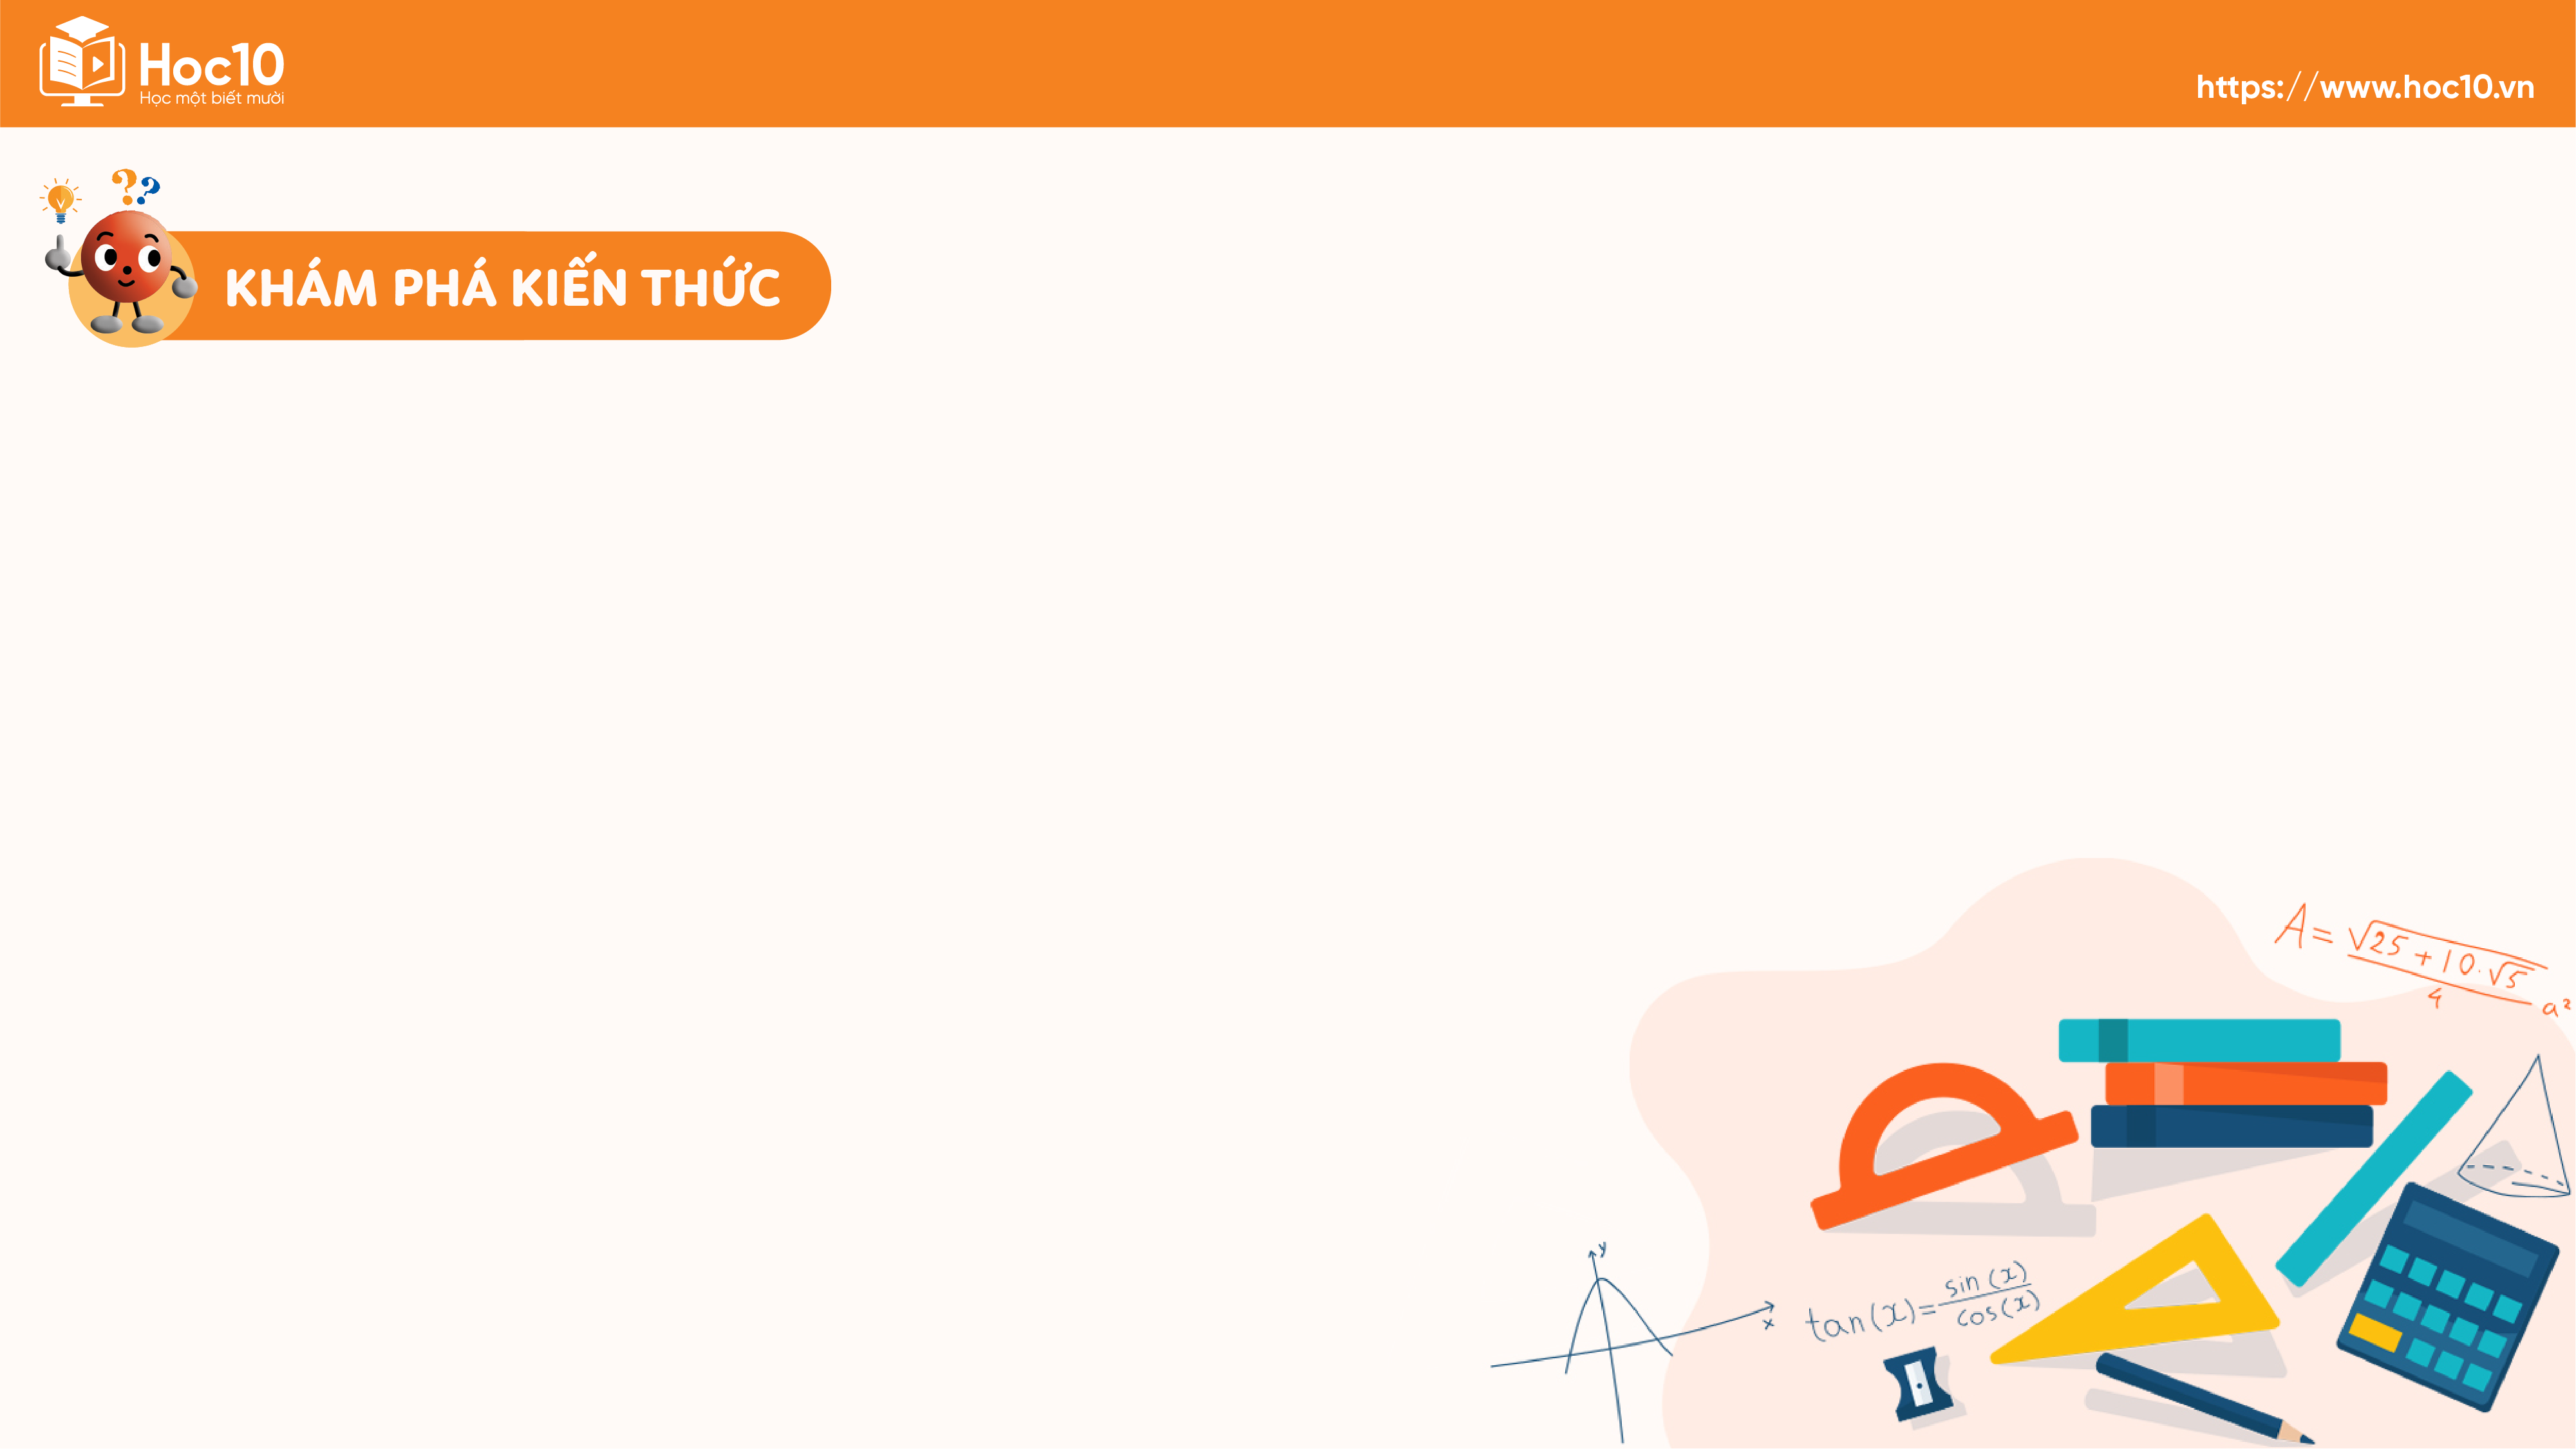 Hoc10
Học một biết mười
https://www.hoc10.vn
??
KHÁM PHÁ KIẾN THỨC
A = √25 + 10.√5
4
a²
y
x
tan(x) = sin(x)
cos(x)